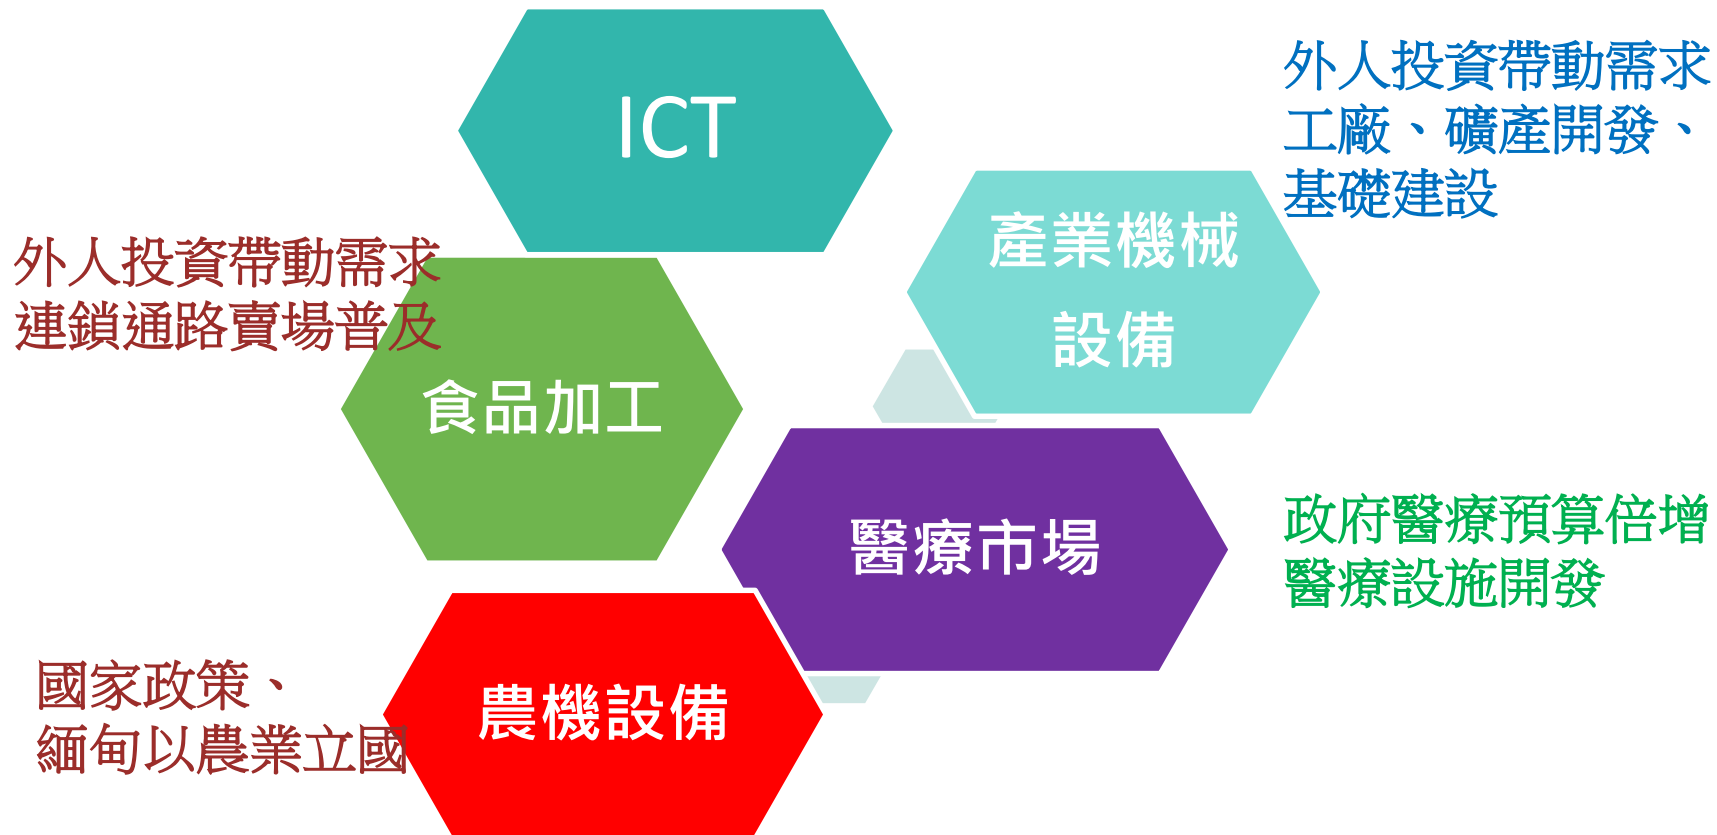 ICT
外人投資帶動需求
工廠、礦產開發、
基礎建設
產業機械
設備
外人投資帶動需求
連鎖通路賣場普及
食品加工
醫療市場
政府醫療預算倍增
醫療設施開發
農機設備
國家政策、
緬甸以農業立國